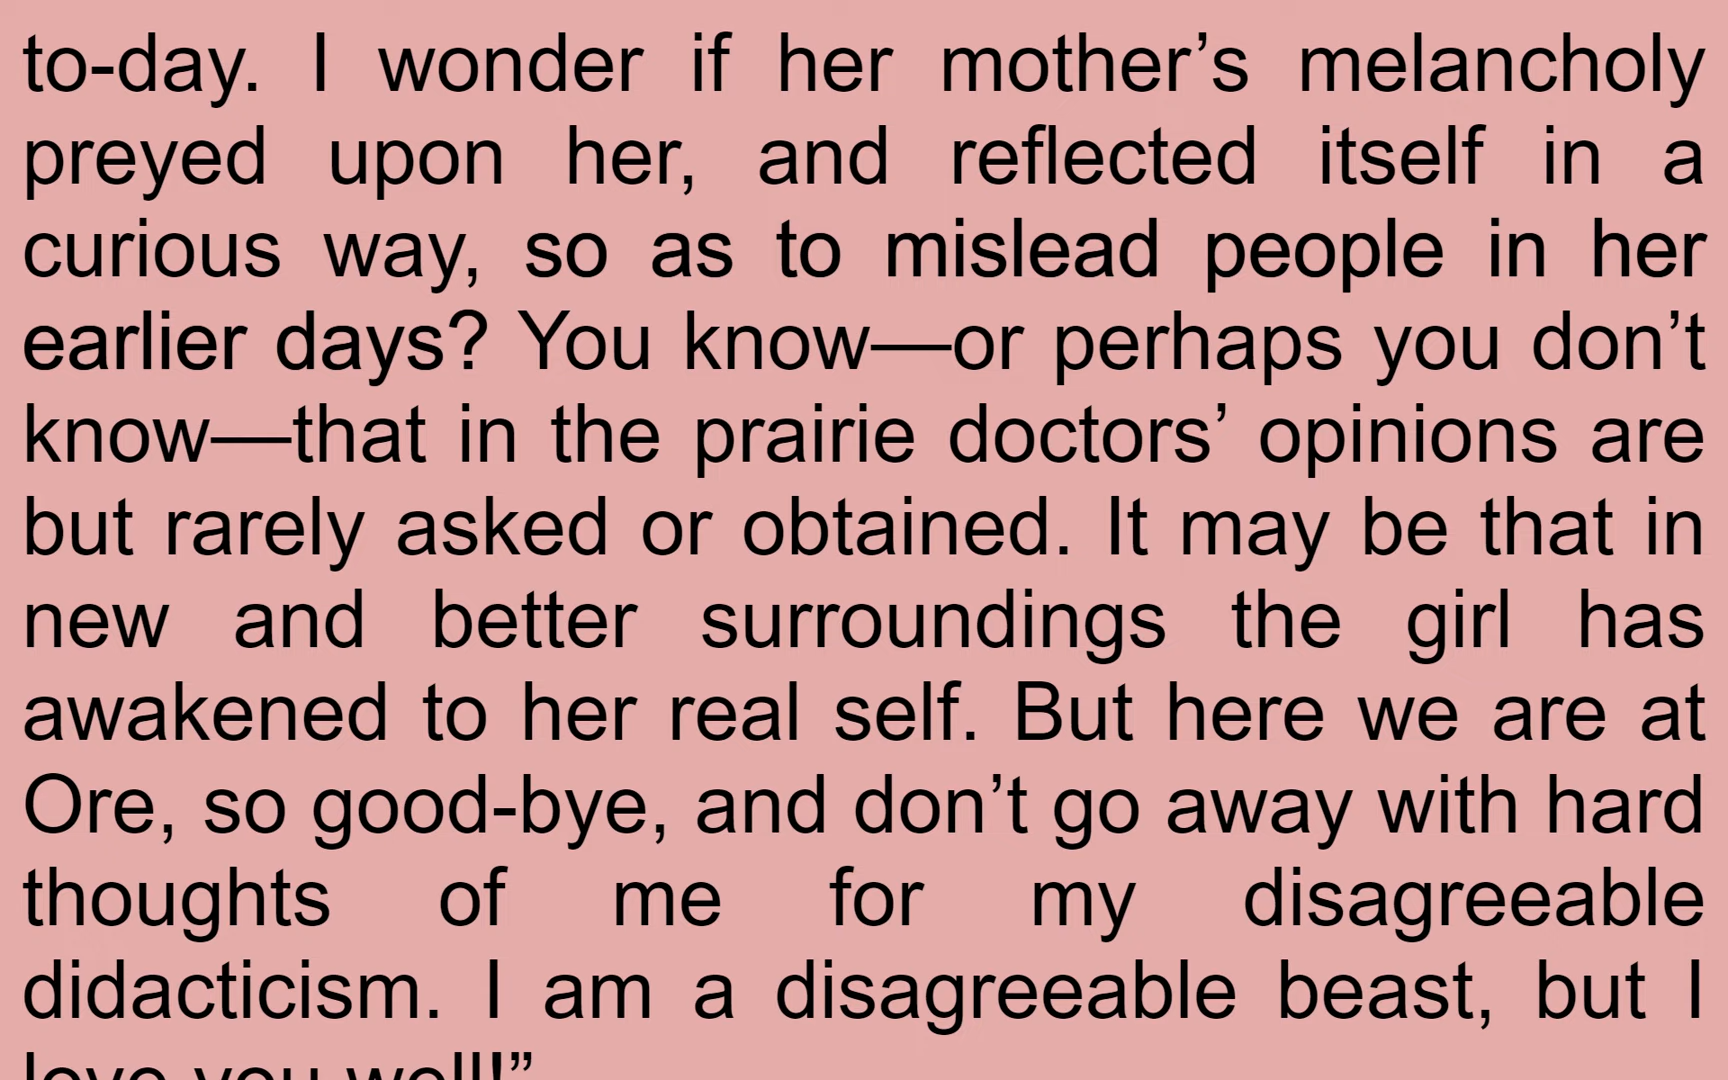 to-day. I wonder if her mother’s melancholy
preyed upon her, and reflected itself in a
curious way, so as to mislead people in her
earlier days? You know—or perhaps you don’t
know—that in the prairie doctors’ opinions are
but rarely asked or obtained. It may be that in
new and better surroundings the girl has
awakened to her real self. But here we are at
Ore, so good-bye, and don’t go away with hard
thoughts of me for my disagreeable
didacticism. I am a disagreeable beast, but I
love you well!”